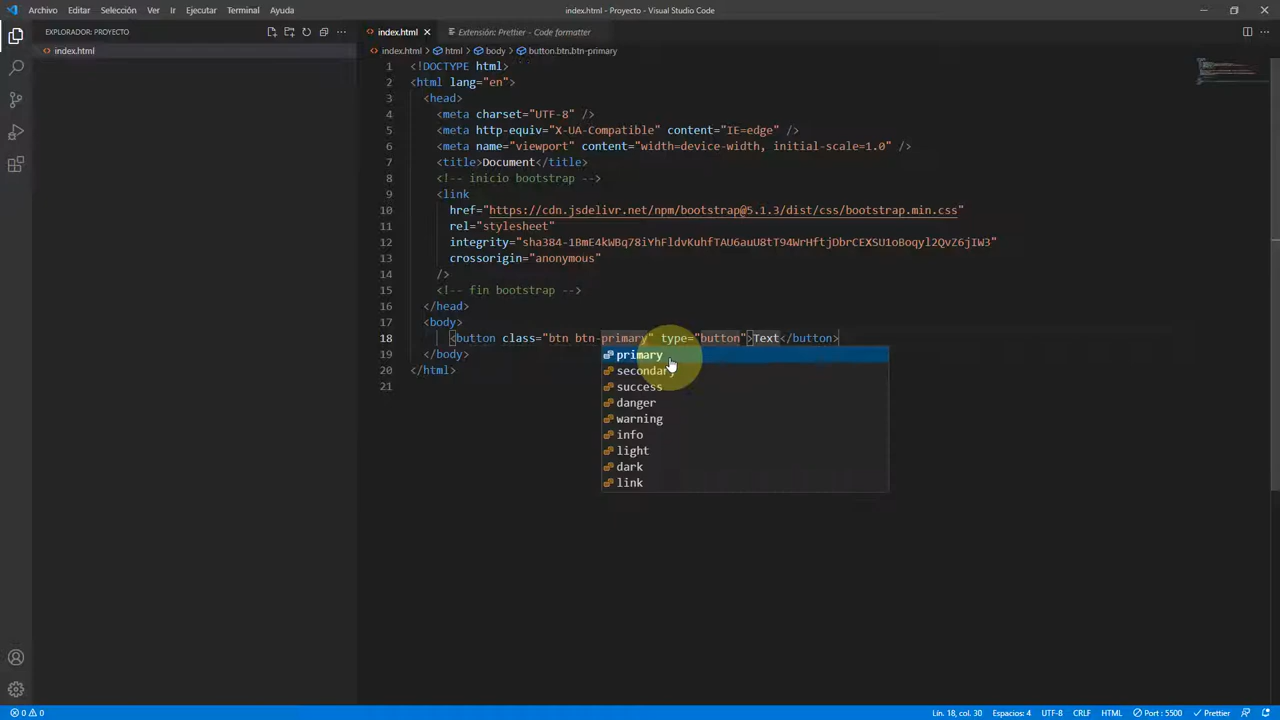 Archivo Editar Selección Ver Ir Ejecutar Terminal Ayuda
index.html - Proyecto - Visual Studio Code
EXPLORADOR: PROYECTO
index.html
index.html
Extensión: Prettier - Code formatter
index.html > html > body > button.btn.btn-primary
1 <!DOCTYPE html>
2 <html lang="en">
3 <head>
4 <meta charset="UTF-8" />
5 <meta http-equiv="X-UA-Compatible" content="IE=edge" />
6 <meta name="viewport" content="width=device-width, initial-scale=1.0" />
7 <title>Document</title>
8 <!-- inicio bootstrap -->
9 <link
10 href="https://cdn.jsdelivr.net/npm/bootstrap@5.1.3/dist/css/bootstrap.min.css"
11 rel="stylesheet"
12 integrity="sha384-1BmE4kWBq78iYhFldvKuhfTAU6auU8tT94WrHftjDbrCEXSU1oBoqyl2QvZ6jIW3"
13 crossorigin="anonymous"
14 />
15 <!-- fin bootstrap -->
16 </head>
17 <body>
18 <button class="btn btn-primary" type="button">Text</button>
19 </body>
20 </html>
21
primary
secondary
success
danger
warning
info
light
dark
link
0 0
Lín. 18, col. 30 Espacios: 4 UTF-8 CRLF HTML Port : 5500 Prettier